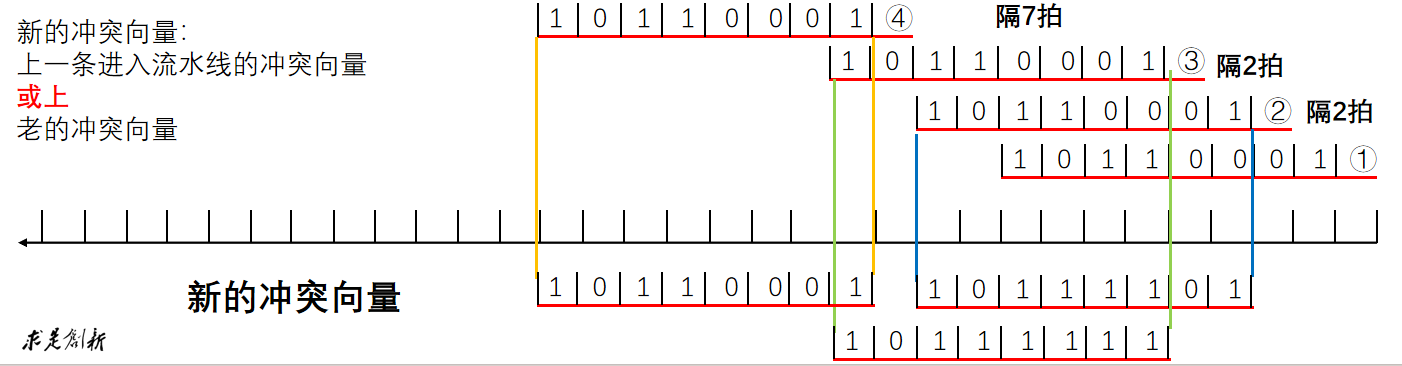 1 0 1 1 0 0 0 1 ④ 隔7拍
新的冲突向量：
上一条进入流水线的冲突向量
或上
老的冲突向量
1 0 1 1 0 0 0 1 ③ 隔2拍
1 0 1 1 0 0 0 1 ② 隔2拍
1 0 1 1 0 0 0 1 ①
新的冲突向量
1 0 1 1 0 0 0 1
1 0 1 1 1 1 0 1
1 0 1 1 1 1 1 1
求是创新